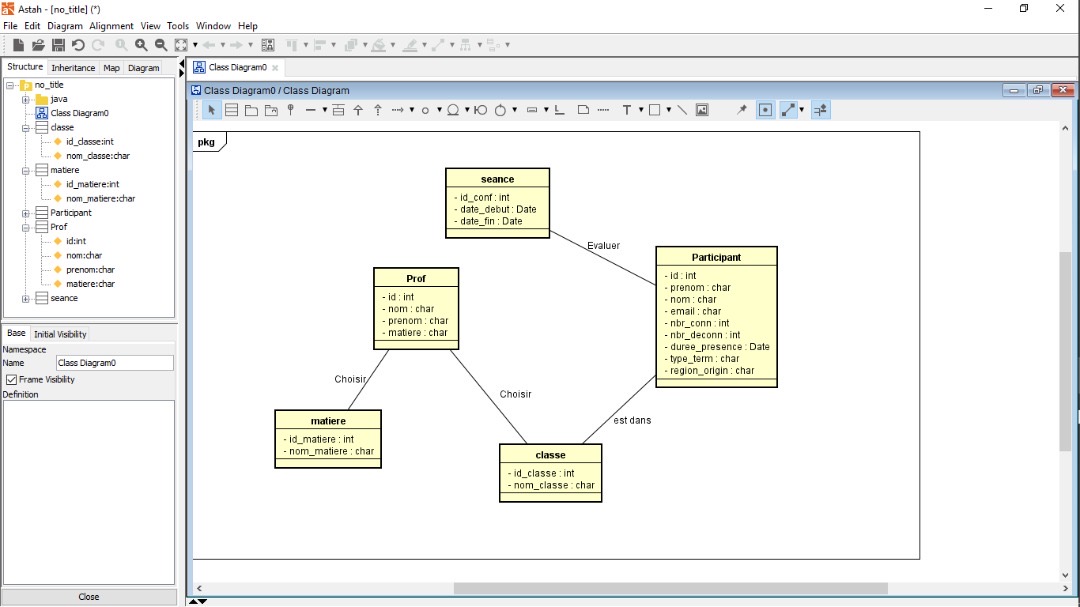 Astah - [no_title] (*)
File Edit Diagram Alignment View Tools Window Help
Structure Inheritance Map Diagram
no_title
java
Class Diagram0
classe
id_classe:int
nom_classe:char
matiere
id_matiere:int
nom_matiere:char
Participant
Prof
id:int
nom:char
prenom:char
matiere:char
seance
Base Initial Visibility
Namespace
Name Class Diagram0
Frame Visibility
Definition
Close
Class Diagram0
Class Diagram0 / Class Diagram
pkg
seance
- id_conf : int
- date_debut : Date
- date_fin : Date
Evaluer
Participant
- id : int
- prenom : char
- nom : char
- email : char
- nbr_conn : int
- nbr_deconn : int
- duree_presence : Date
- type_term : char
- region_origin : char
Prof
- id : int
- nom : char
- prenom : char
- matiere : char
Choisir
Choisir
est dans
matiere
- id_matiere : int
- nom_matiere : char
classe
- id_classe : int
- nom_classe : char